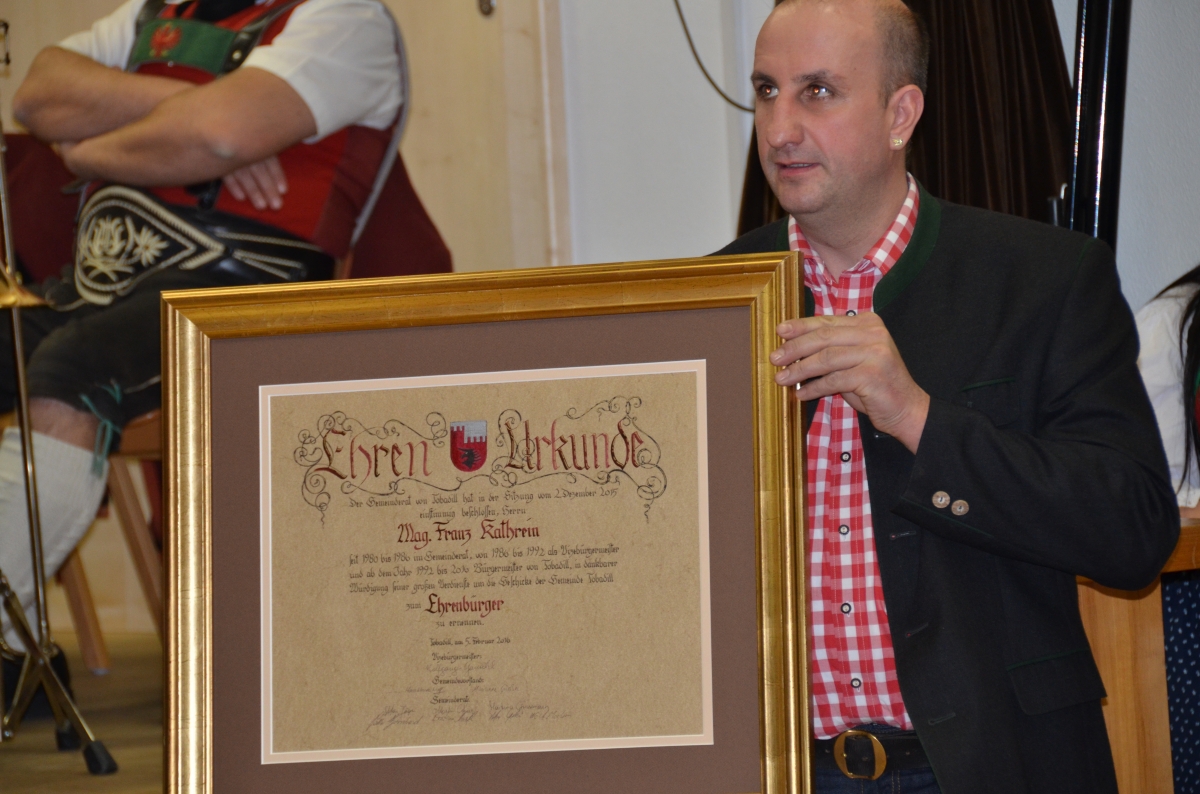 Ehren Urkunde
Der Gemeinderat von Tobadill hat in der Sitzung vom 2. Dezember 2015
einstimmig beschlossen, Herrn
Mag. Franz Kathrein
seit 1980 bis 1986 im Gemeinderat, von 1986 bis 1992 als Vizebürgermeister
und ab dem Jahr 1992 bis 2016 Bürgermeister von Tobadill, in dankbarer
Würdigung seiner großen Verdienste um die Geschicke der Gemeinde Tobadill
zum Ehrenbürger
zu ernennen.
Tobadill, am 5. Februar 2016
Vizebürgermeister:
Gemeindevorstand:
Gemeinderat: